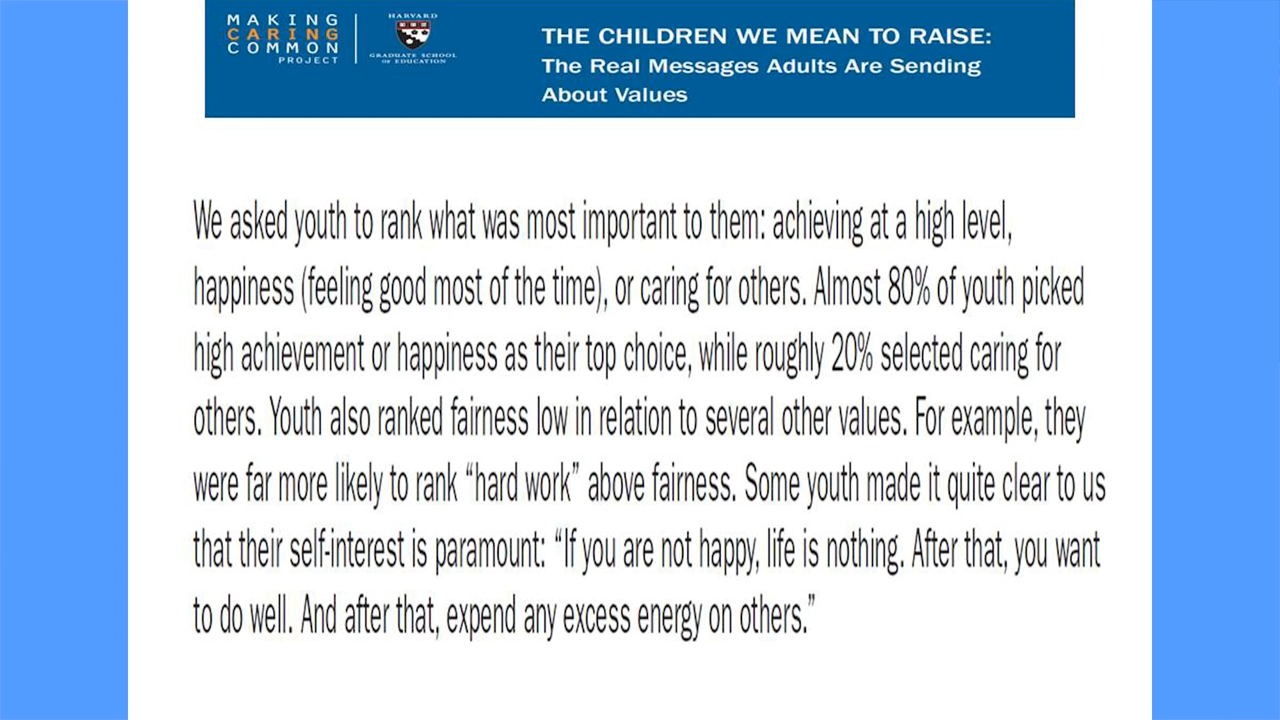 MAKING
CARING
COMMON
PROJECT
HARVARD
GRADUATE SCHOOL
OF EDUCATION
THE CHILDREN WE MEAN TO RAISE:
The Real Messages Adults Are Sending
About Values
We asked youth to rank what was most important to them: achieving at a high level,
happiness (feeling good most of the time), or caring for others. Almost 80% of youth picked
high achievement or happiness as their top choice, while roughly 20% selected caring for
others. Youth also ranked fairness low in relation to several other values. For example, they
were far more likely to rank “hard work” above fairness. Some youth made it quite clear to us
that their self-interest is paramount: “If you are not happy, life is nothing. After that, you want
to do well. And after that, expend any excess energy on others.”